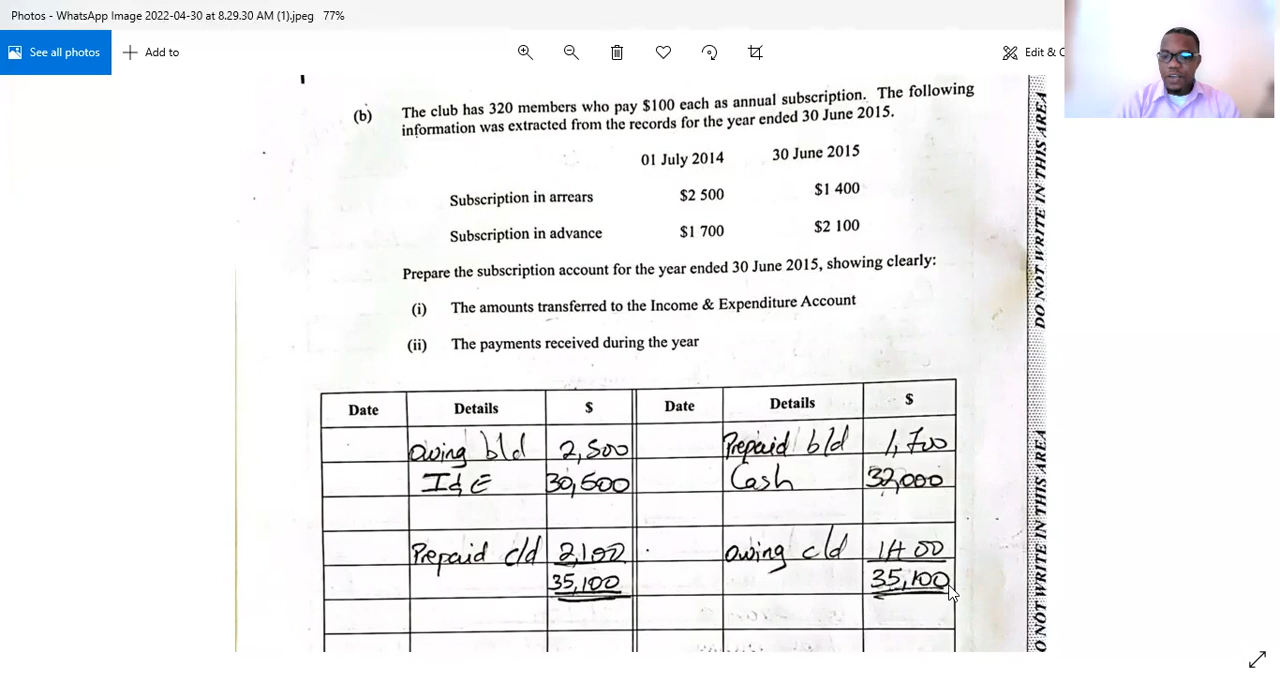 Photos - WhatsApp Image 2022-04-30 at 8.29.30 AM (1).jpeg 77%
See all photos
Add to
Edit & C
(b) The club has 320 members who pay $100 each as annual subscription. The following
information was extracted from the records for the year ended 30 June 2015.
01 July 2014 30 June 2015
Subscription in arrears $2 500 $1 400
Subscription in advance $1 700 $2 100
Prepare the subscription account for the year ended 30 June 2015, showing clearly:
(i) The amounts transferred to the Income & Expenditure Account
(ii) The payments received during the year
Date Details $ Date Details $
Owing b/d 2,500 Prepaid b/d 1,700
I & E 30,500 Cash 32,000
Prepaid c/d 2,100 Owing c/d 1400
35,100 35,100
DO NOT WRITE IN THIS AREA
DO NOT WRITE IN THIS AREA
O NOT WRITE IN THIS AREA